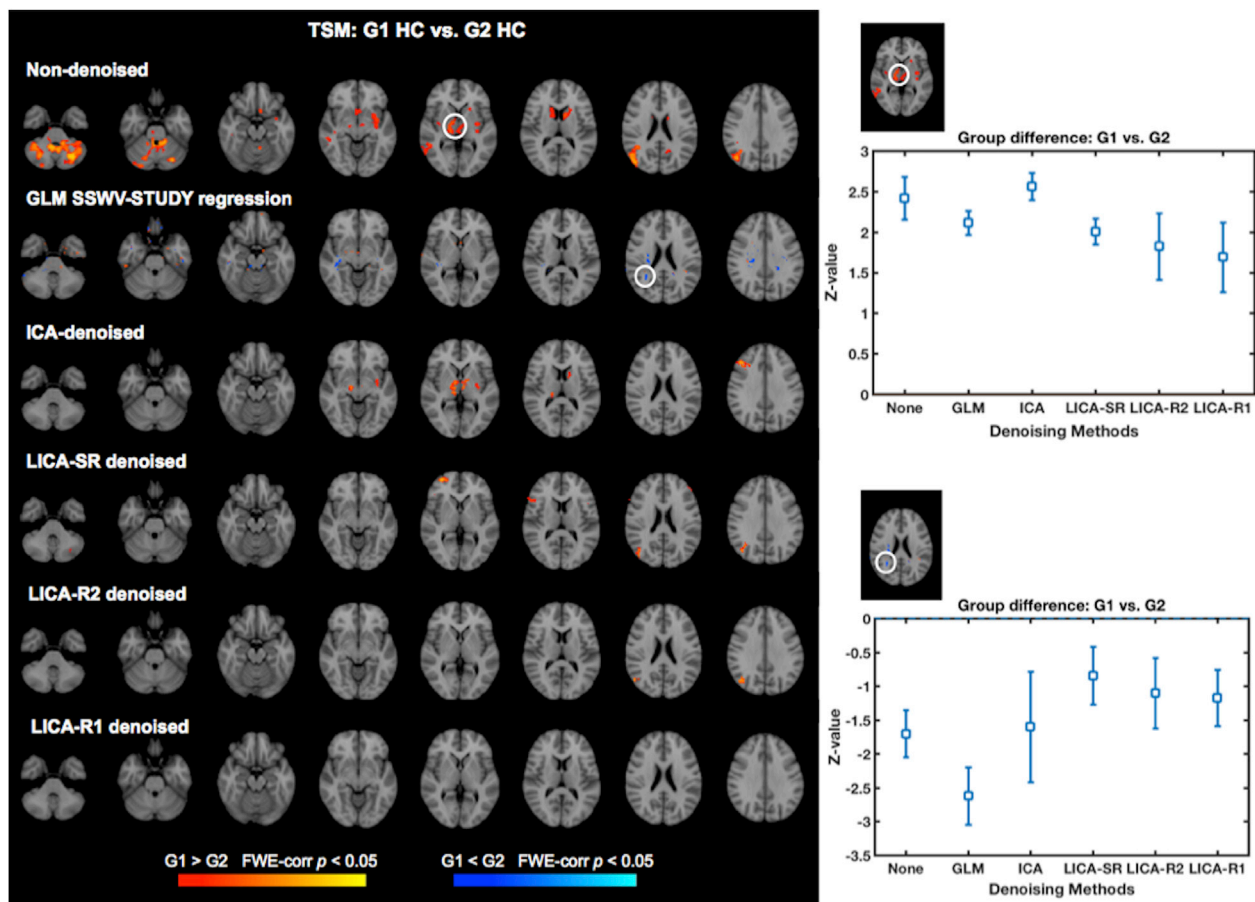 TSM: G1 HC vs. G2 HC
Non-denoised
GLM SSWV-STUDY regression
ICA-denoised
LICA-SR denoised
LICA-R2 denoised
LICA-R1 denoised
G1 > G2 FWE-corr p < 0.05
G1 < G2 FWE-corr p < 0.05
Group difference: G1 vs. G2
Z-value
3
2.5
2
1.5
1
0.5
0
None GLM ICA LICA-SR LICA-R2 LICA-R1
Denoising Methods
Group difference: G1 vs. G2
Z-value
0
-0.5
-1
-1.5
-2
-2.5
-3
-3.5
None GLM ICA LICA-SR LICA-R2 LICA-R1
Denoising Methods